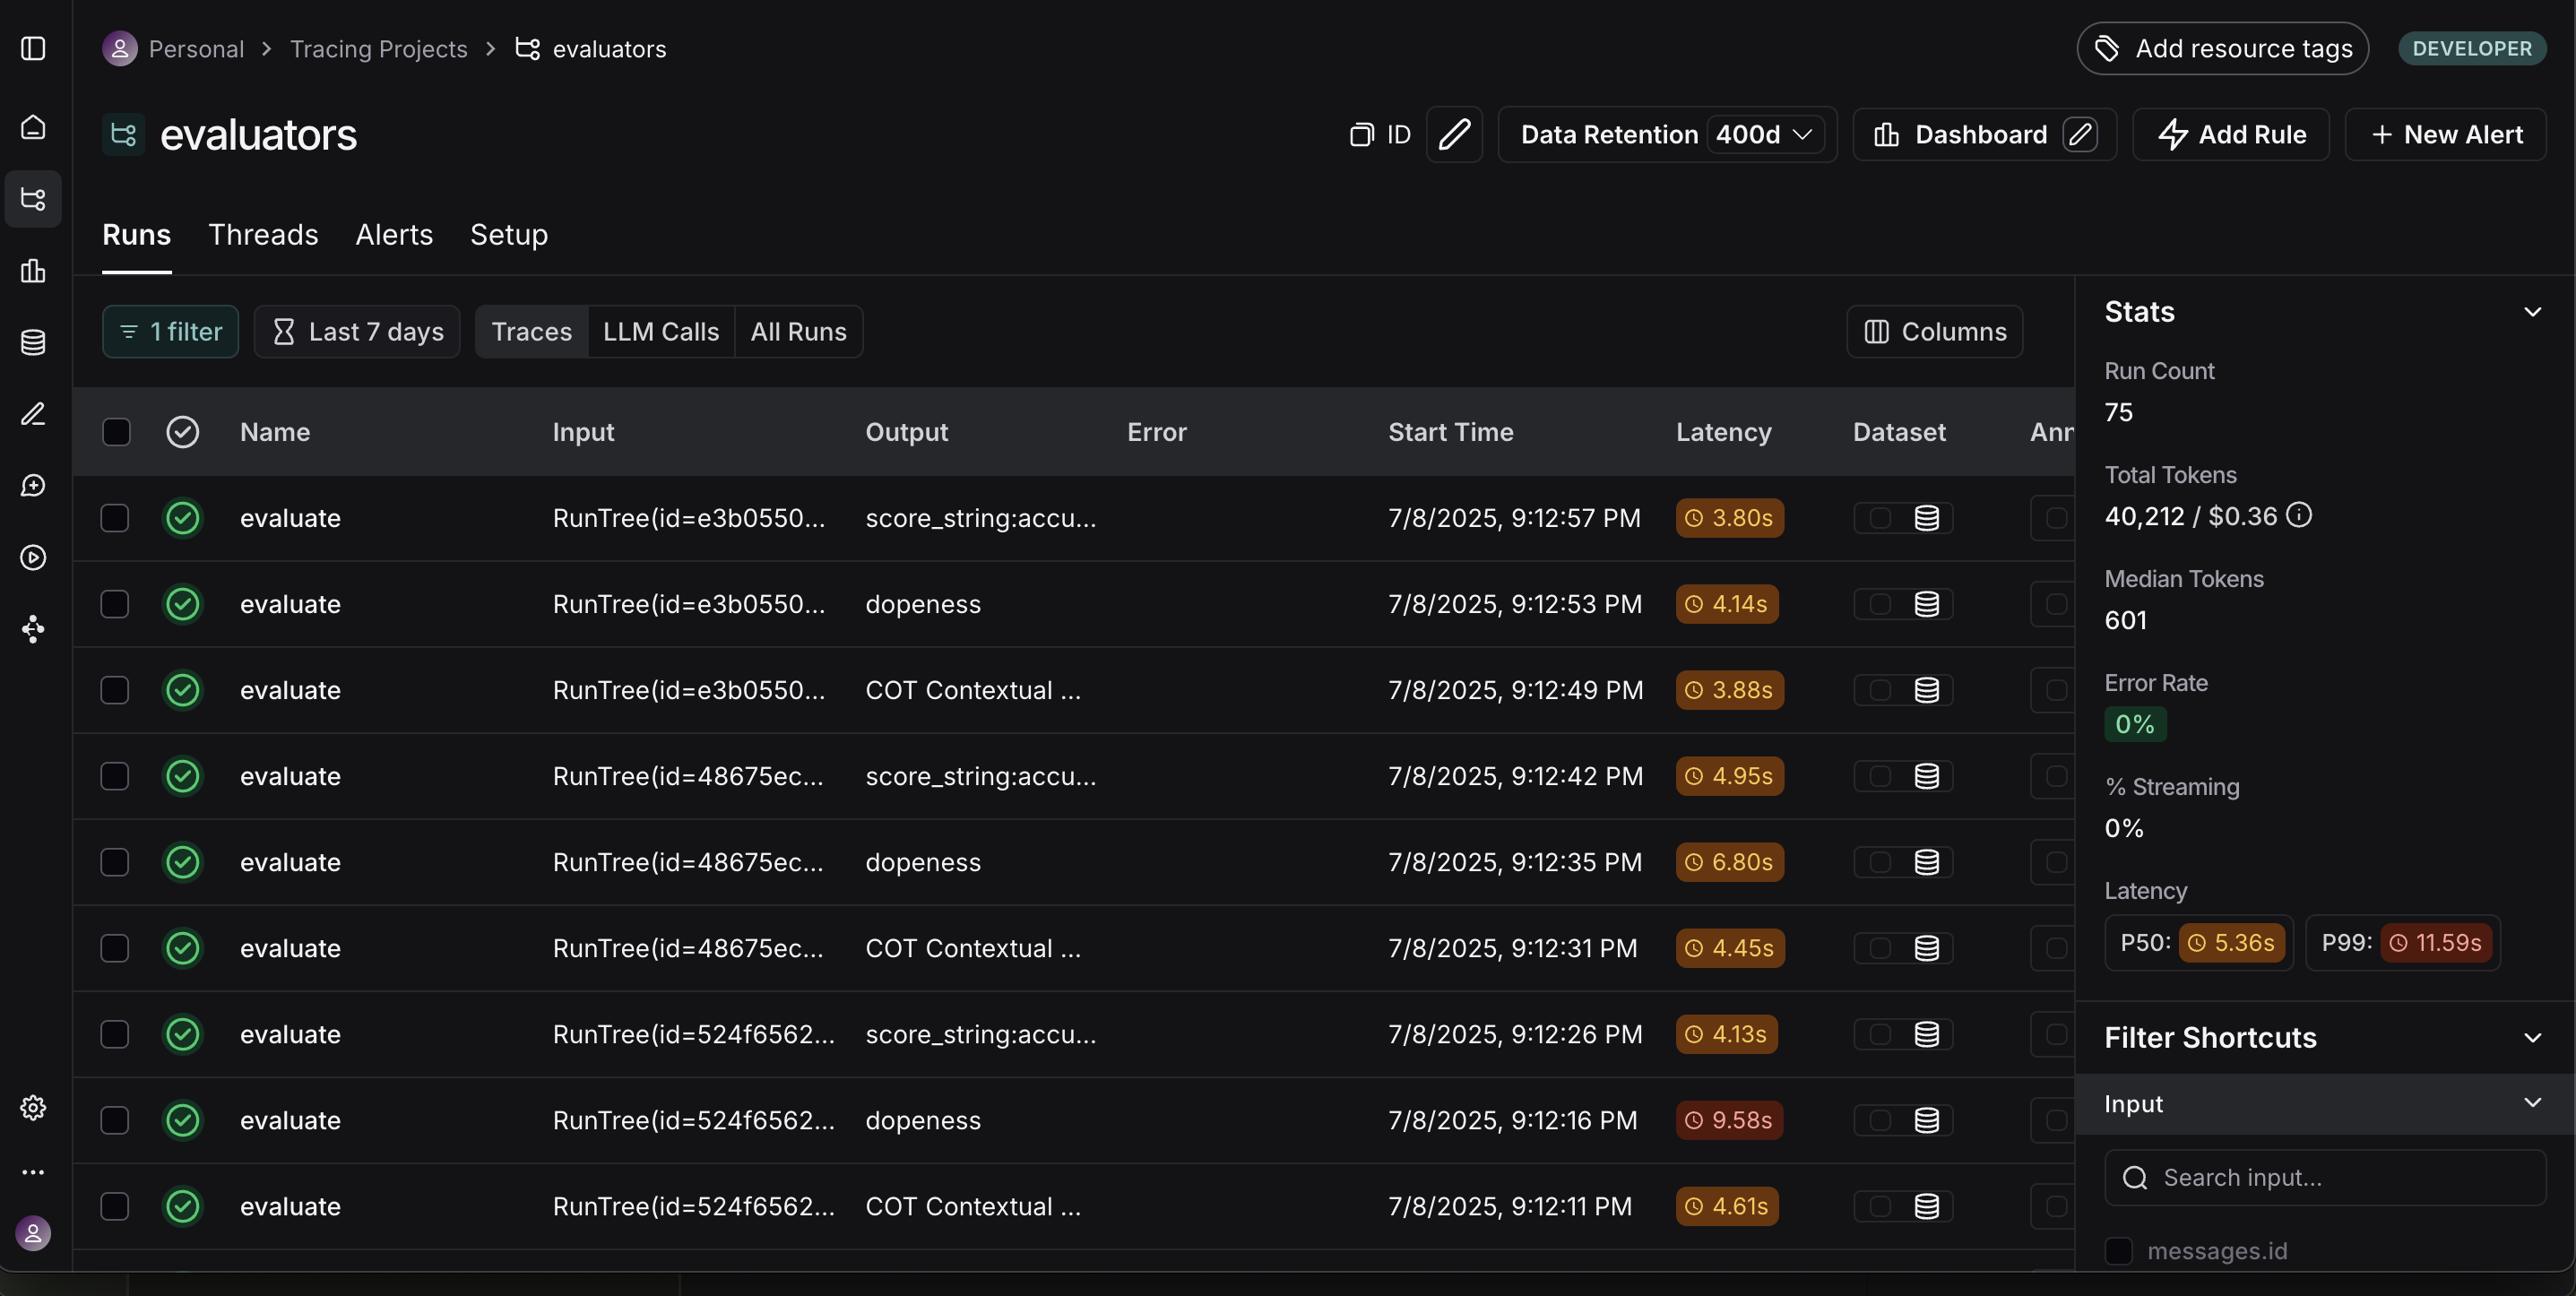 Personal > Tracing Projects > evaluators
Add resource tags
DEVELOPER
evaluators
ID
Data Retention 400d
Dashboard
Add Rule
+ New Alert
Runs Threads Alerts Setup
1 filter
Last 7 days
Traces LLM Calls All Runs
Columns
Name Input Output Error Start Time Latency Dataset Ann
evaluate RunTree(id=e3b0550... score_string:accu... 7/8/2025, 9:12:57 PM 3.80s
evaluate RunTree(id=e3b0550... dopeness 7/8/2025, 9:12:53 PM 4.14s
evaluate RunTree(id=e3b0550... COT Contextual ... 7/8/2025, 9:12:49 PM 3.88s
evaluate RunTree(id=48675ec... score_string:accu... 7/8/2025, 9:12:42 PM 4.95s
evaluate RunTree(id=48675ec... dopeness 7/8/2025, 9:12:35 PM 6.80s
evaluate RunTree(id=48675ec... COT Contextual ... 7/8/2025, 9:12:31 PM 4.45s
evaluate RunTree(id=524f6562... score_string:accu... 7/8/2025, 9:12:26 PM 4.13s
evaluate RunTree(id=524f6562... dopeness 7/8/2025, 9:12:16 PM 9.58s
evaluate RunTree(id=524f6562... COT Contextual ... 7/8/2025, 9:12:11 PM 4.61s
Stats
Run Count
75
Total Tokens
40,212 / $0.36
Median Tokens
601
Error Rate
0%
% Streaming
0%
Latency
P50: 5.36s P99: 11.59s
Filter Shortcuts
Input
Search input...
messages.id